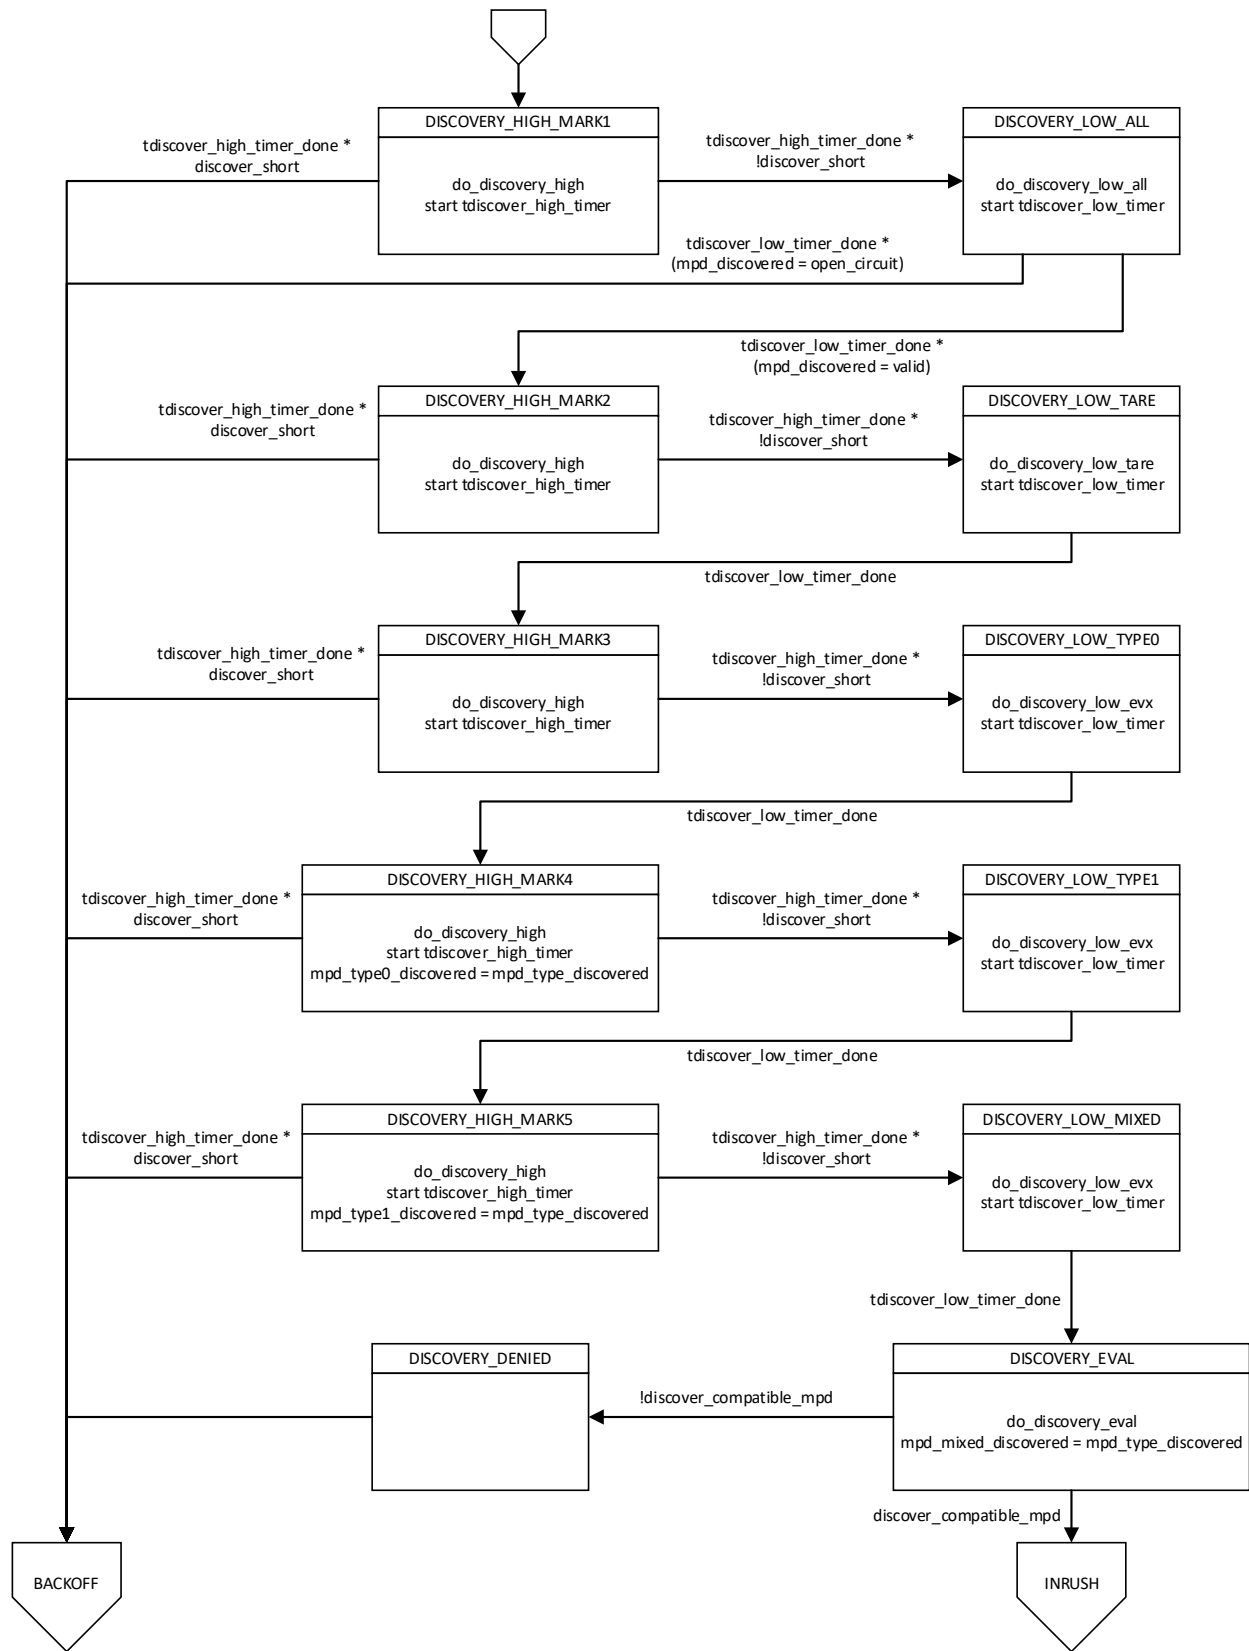 DISCOVERY_HIGH_MARK1
DISCOVERY_LOW_ALL
tdiscover_high_timer_done *
discover_short
tdiscover_high_timer_done *
!discover_short
do_discovery_high
start tdiscover_high_timer
do_discovery_low_all
start tdiscover_low_timer
tdiscover_low_timer_done *
(mpd_discovered = open_circuit)
tdiscover_low_timer_done *
(mpd_discovered = valid)
DISCOVERY_HIGH_MARK2
DISCOVERY_LOW_TARE
tdiscover_high_timer_done *
discover_short
tdiscover_high_timer_done *
!discover_short
do_discovery_high
start tdiscover_high_timer
do_discovery_low_tare
start tdiscover_low_timer
tdiscover_low_timer_done
DISCOVERY_HIGH_MARK3
DISCOVERY_LOW_TYPE0
tdiscover_high_timer_done *
discover_short
tdiscover_high_timer_done *
!discover_short
do_discovery_high
start tdiscover_high_timer
do_discovery_low_evx
start tdiscover_low_timer
tdiscover_low_timer_done
DISCOVERY_HIGH_MARK4
DISCOVERY_LOW_TYPE1
tdiscover_high_timer_done *
discover_short
tdiscover_high_timer_done *
!discover_short
do_discovery_high
start tdiscover_high_timer
mpd_type0_discovered = mpd_type_discovered
do_discovery_low_evx
start tdiscover_low_timer
tdiscover_low_timer_done
DISCOVERY_HIGH_MARK5
DISCOVERY_LOW_MIXED
tdiscover_high_timer_done *
discover_short
tdiscover_high_timer_done *
!discover_short
do_discovery_high
start tdiscover_high_timer
mpd_type1_discovered = mpd_type_discovered
do_discovery_low_evx
start tdiscover_low_timer
tdiscover_low_timer_done
DISCOVERY_DENIED
DISCOVERY_EVAL
!discover_compatible_mpd
do_discovery_eval
mpd_mixed_discovered = mpd_type_discovered
discover_compatible_mpd
BACKOFF
INRUSH